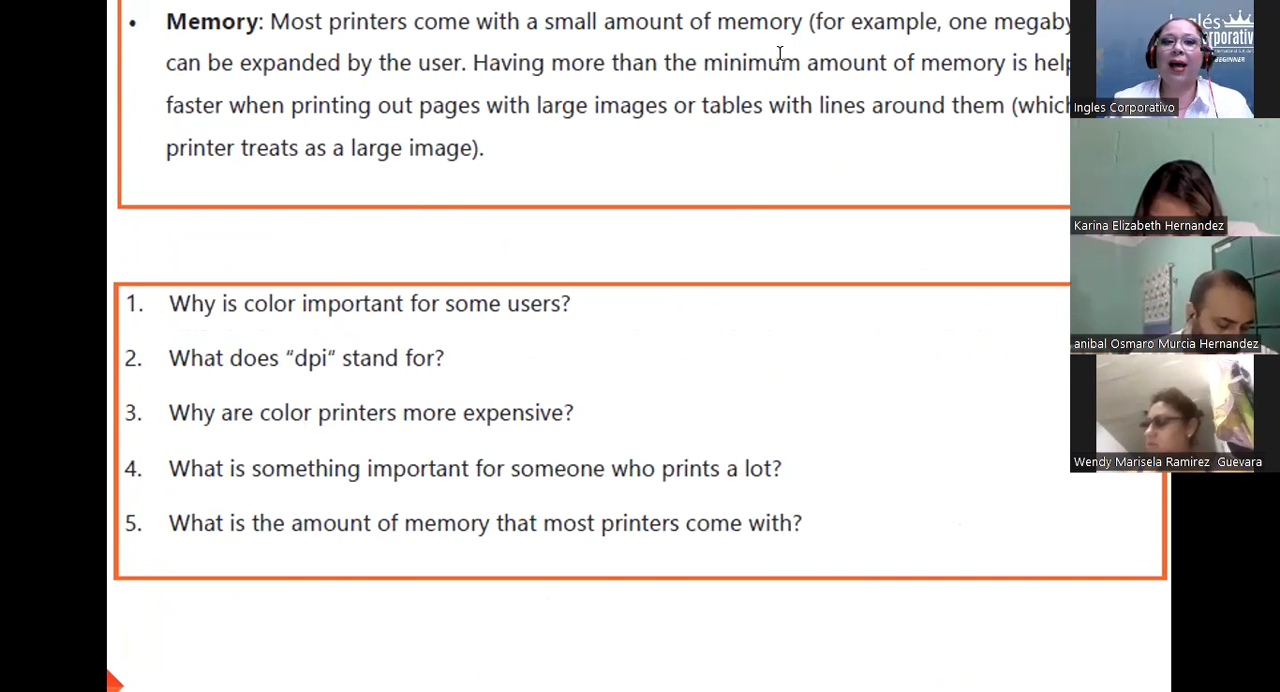 • Memory: Most printers come with a small amount of memory (for example, one megaby
can be expanded by the user. Having more than the minimum amount of memory is help
faster when printing out pages with large images or tables with lines around them (which
printer treats as a large image).
1. Why is color important for some users?
2. What does “dpi“ stand for?
3. Why are color printers more expensive?
4. What is something important for someone who prints a lot?
5. What is the amount of memory that most printers come with?
Inglés
BEGINNER
Ingles Corporativo
Karina Elizabeth Hernandez
anibal Osmaro Murcia Hernandez
Wendy Marisela Ramirez Guevara